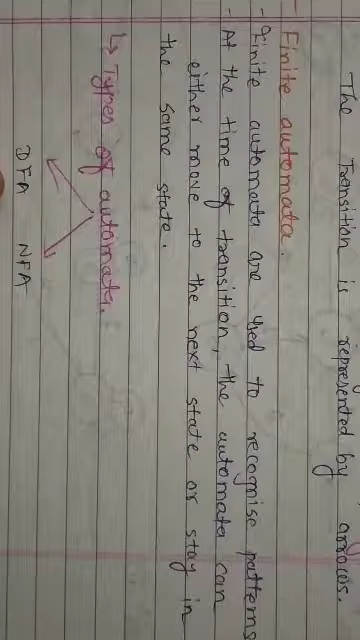 The Transition is represented by arrows.
- Finite automata.
- Finite automata are used to recognise patterns
- At the time of transition, the automata can
either move to the next state or stay in
the same state.
↳ Types of automata.
DFA NFA